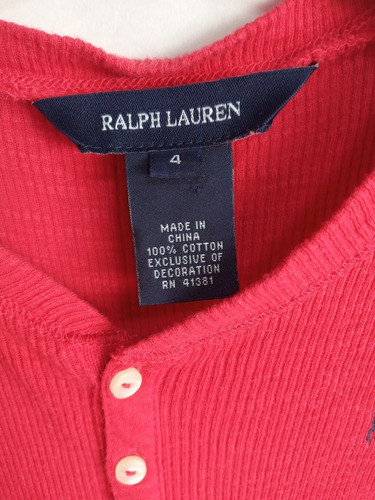 RALPH LAUREN
4
MADE IN
CHINA
100% COTTON
EXCLUSIVE OF
DECORATION
RN 41381